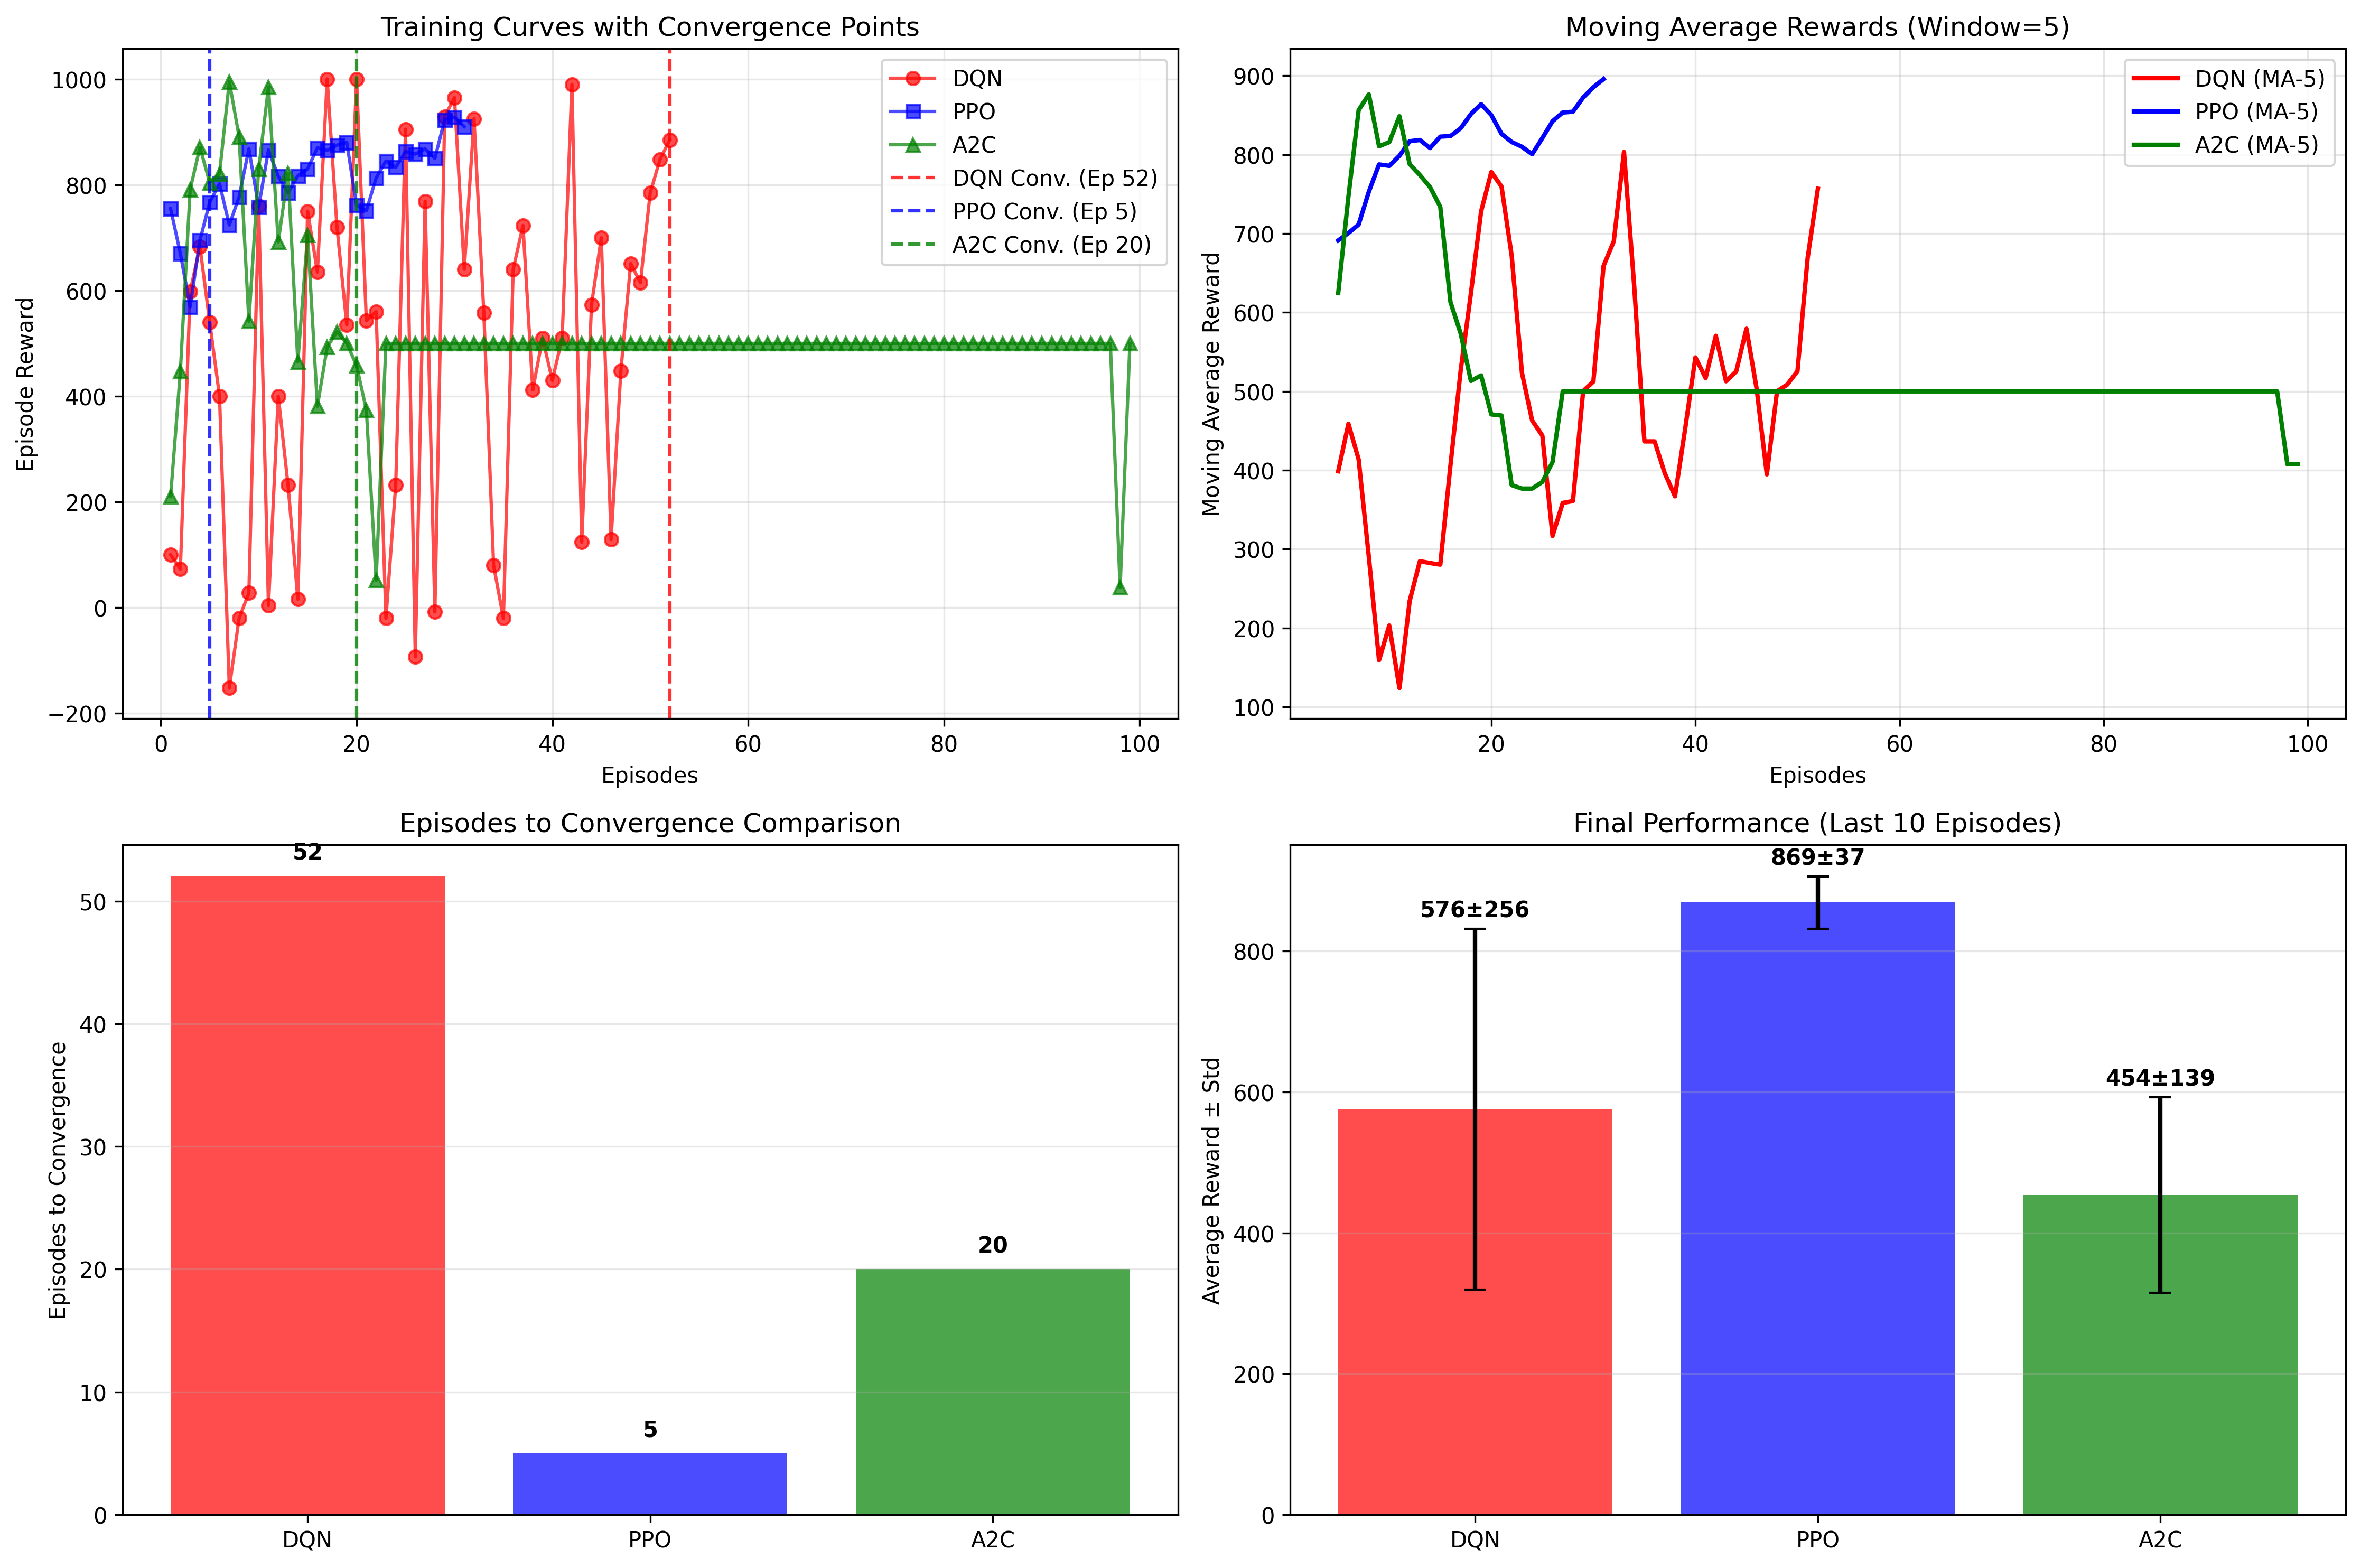 Training Curves with Convergence Points
Episode Reward
1000
800
600
400
200
0
−200
0
20
40
60
80
100
Episodes
DQN
PPO
A2C
DQN Conv. (Ep 52)
PPO Conv. (Ep 5)
A2C Conv. (Ep 20)
Moving Average Rewards (Window=5)
Moving Average Reward
900
800
700
600
500
400
300
200
100
20
40
60
80
100
Episodes
DQN (MA-5)
PPO (MA-5)
A2C (MA-5)
Episodes to Convergence Comparison
Episodes to Convergence
50
40
30
20
10
0
52
5
20
DQN
PPO
A2C
Final Performance (Last 10 Episodes)
Average Reward ± Std
800
600
400
200
0
576±256
869±37
454±139
DQN
PPO
A2C